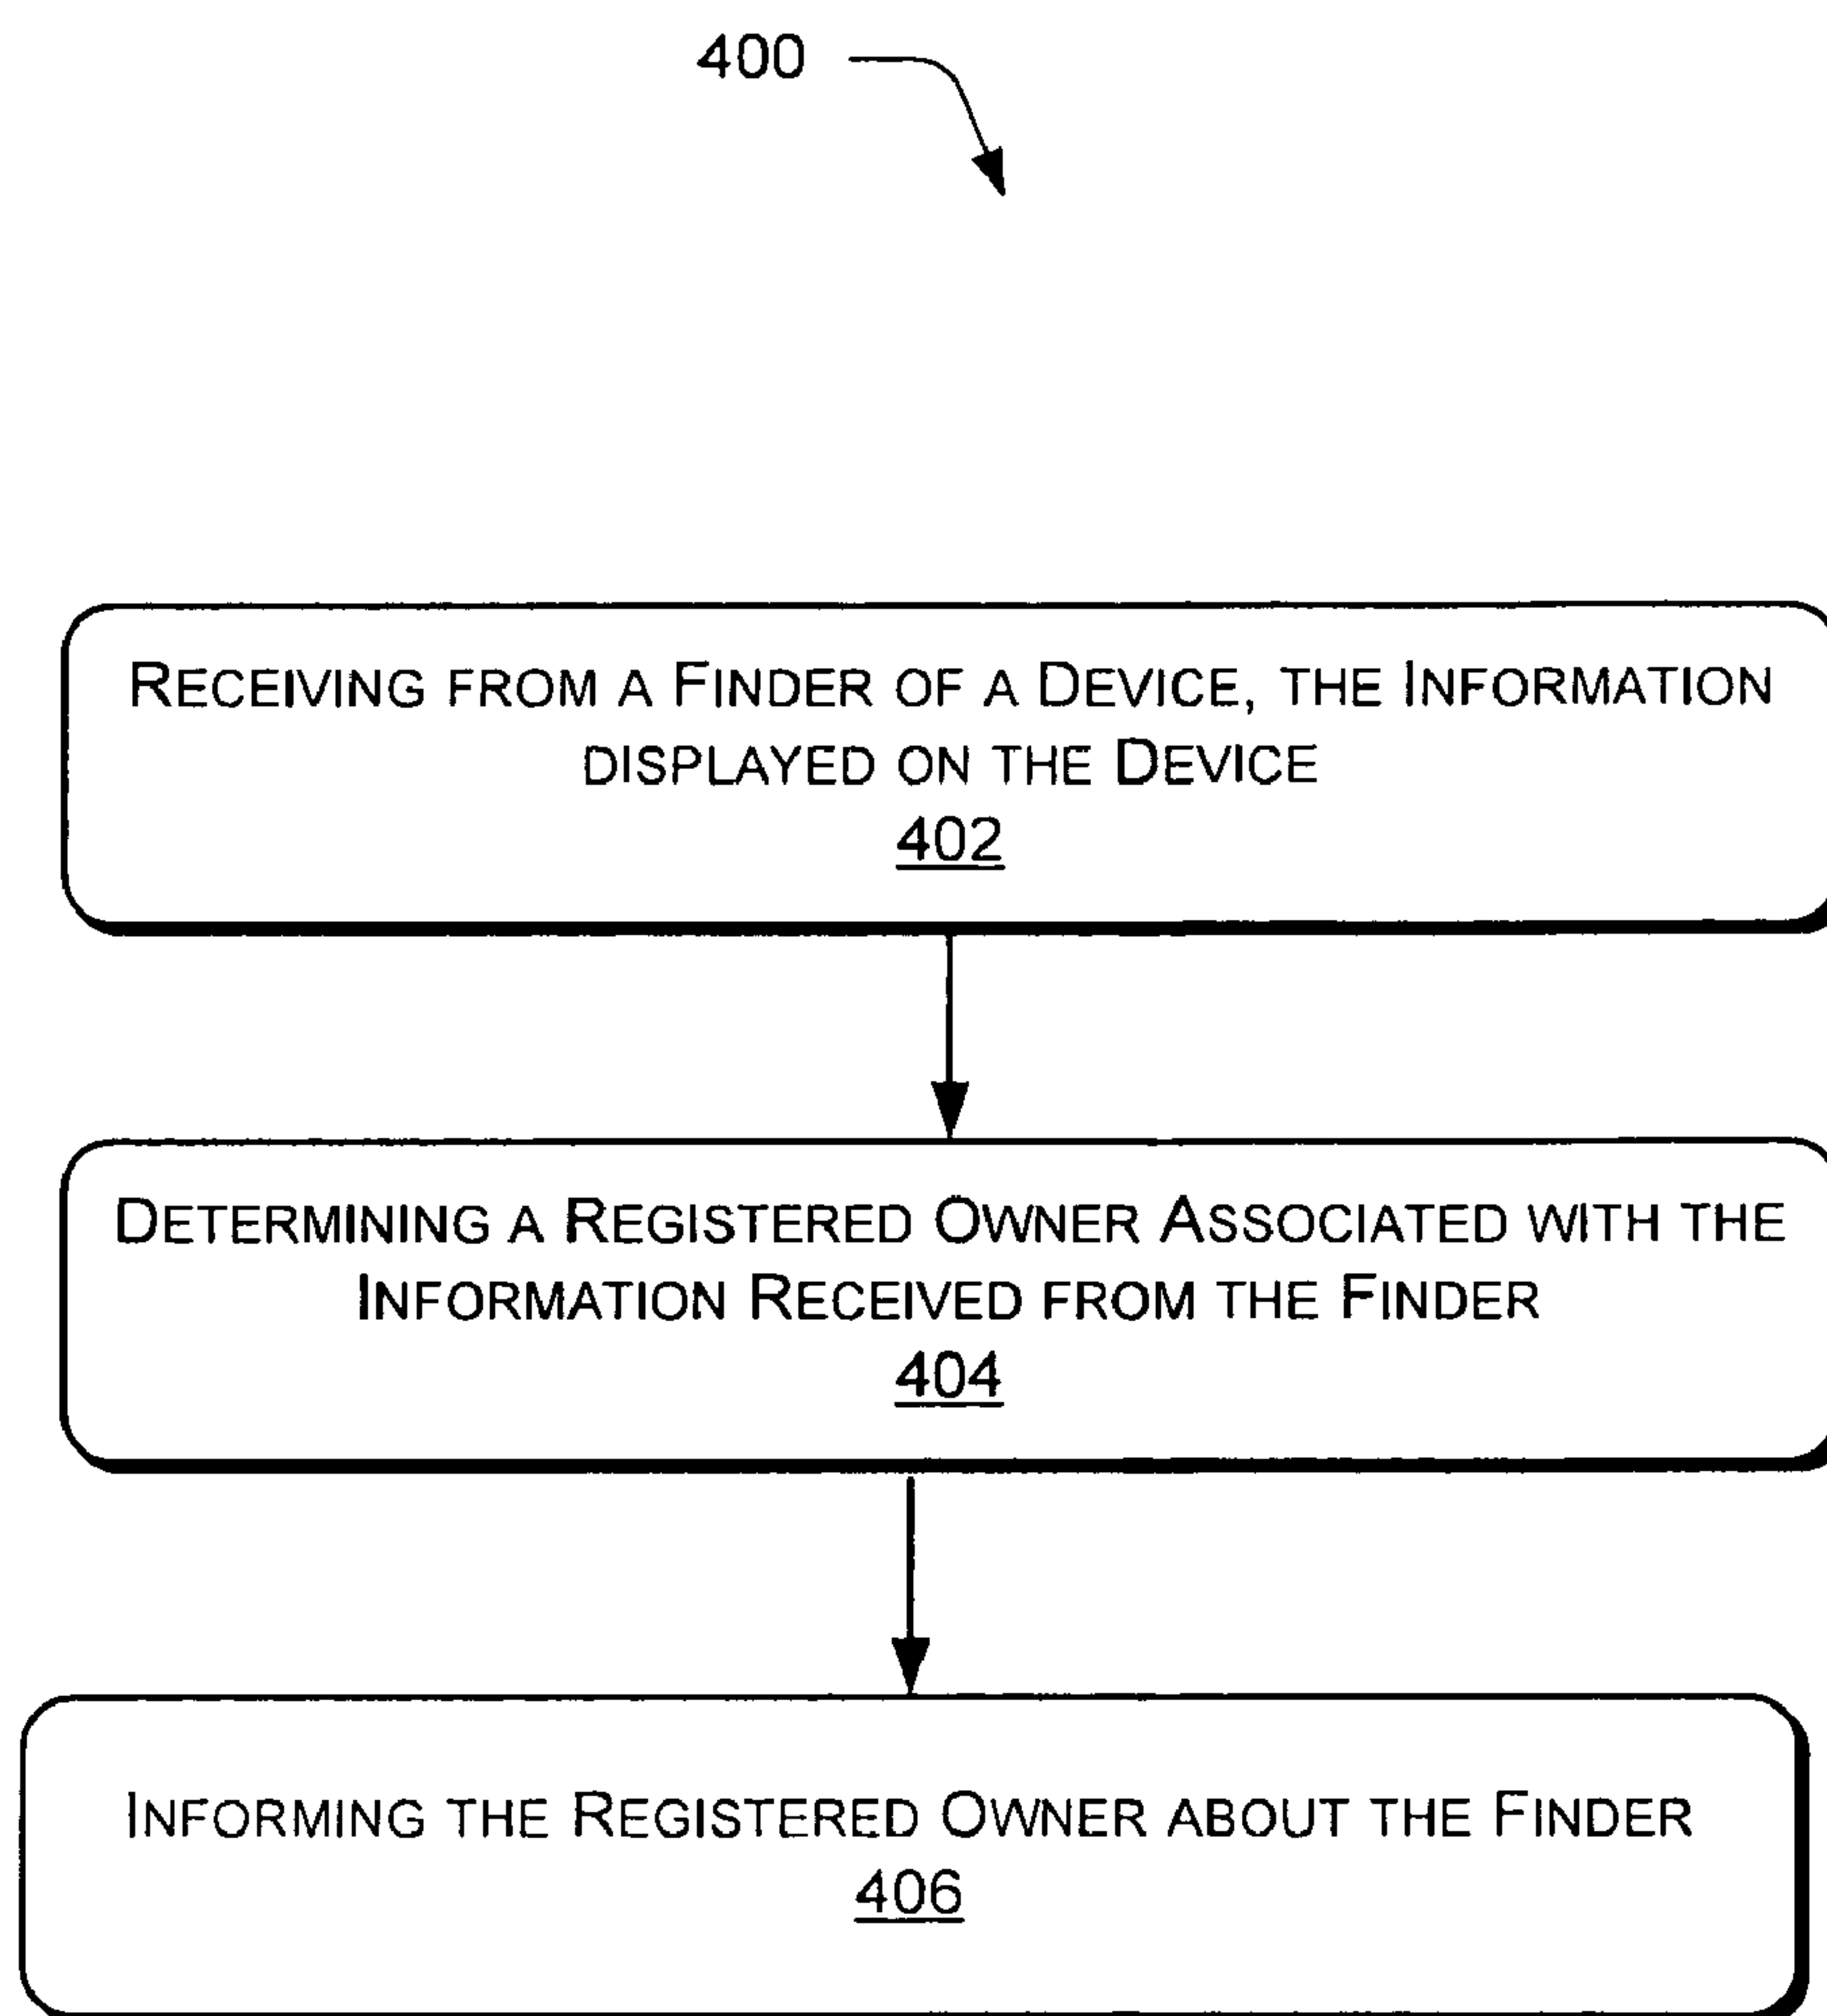 400
RECEIVING FROM A FINDER OF A DEVICE, THE INFORMATION
DISPLAYED ON THE DEVICE
402
DETERMINING A REGISTERED OWNER ASSOCIATED WITH THE
INFORMATION RECEIVED FROM THE FINDER
404
INFORMING THE REGISTERED OWNER ABOUT THE FINDER
406